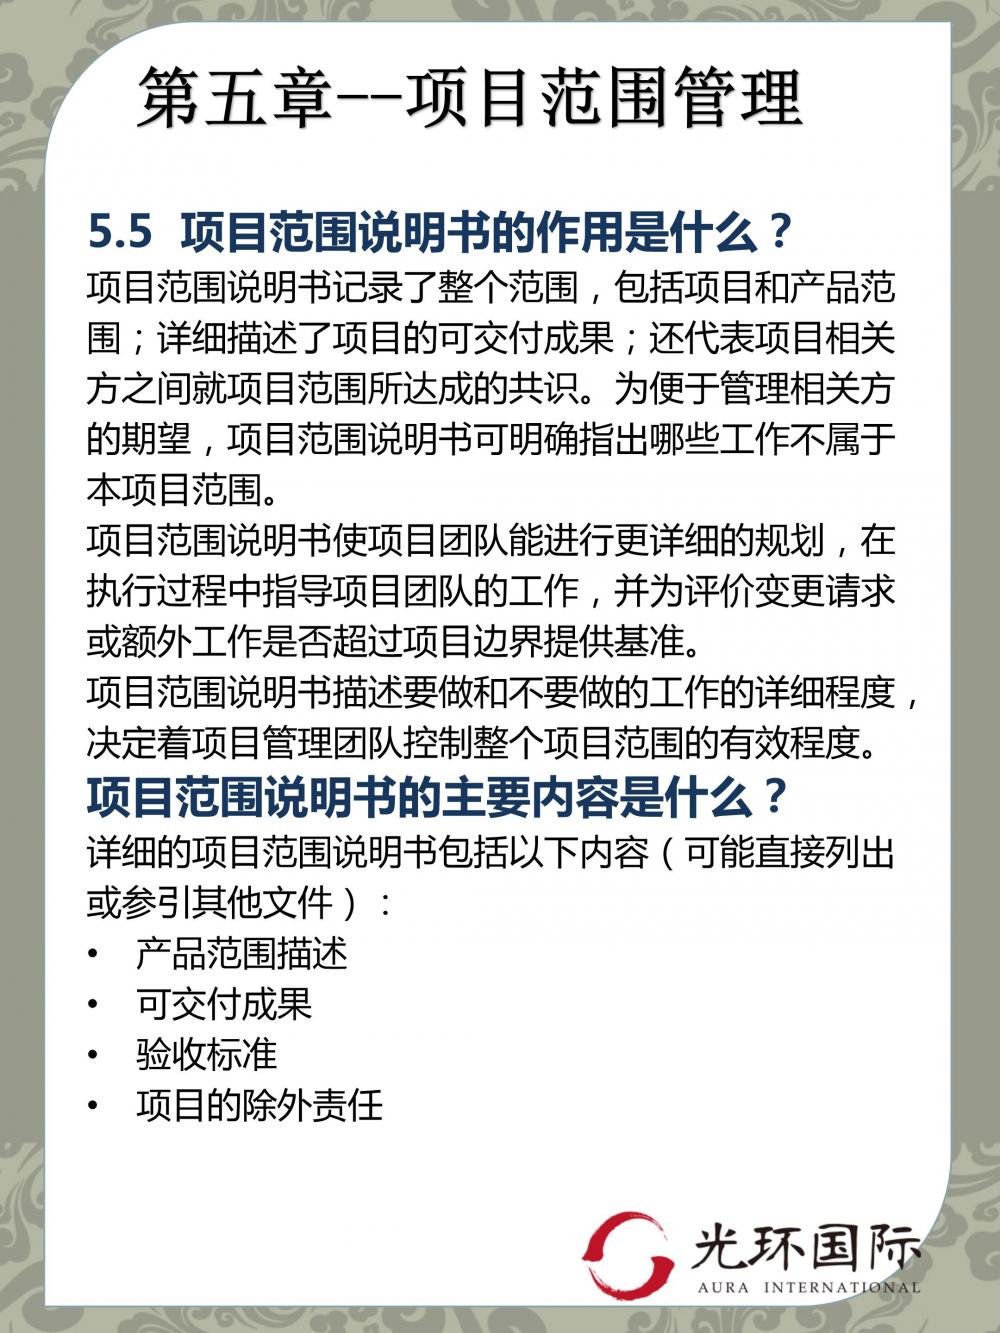 第五章--项目范围管理
5.5 项目范围说明书的作用是什么？
项目范围说明书记录了整个范围，包括项目和产品范
围；详细描述了项目的可交付成果；还代表项目相关
方之间就项目范围所达成的共识。为便于管理相关方
的期望，项目范围说明书可明确指出哪些工作不属于
本项目范围。
项目范围说明书使项目团队能进行更详细的规划，在
执行过程中指导项目团队的工作，并为评价变更请求
或额外工作是否超过项目边界提供基准。
项目范围说明书描述要做和不要做的工作的详细程度，
决定着项目管理团队控制整个项目范围的有效程度。
项目范围说明书的主要内容是什么？
详细的项目范围说明书包括以下内容（可能直接列出
或参引其他文件）：
• 产品范围描述
• 可交付成果
• 验收标准
• 项目的除外责任
光环国际
AURA INTERNATIONAL